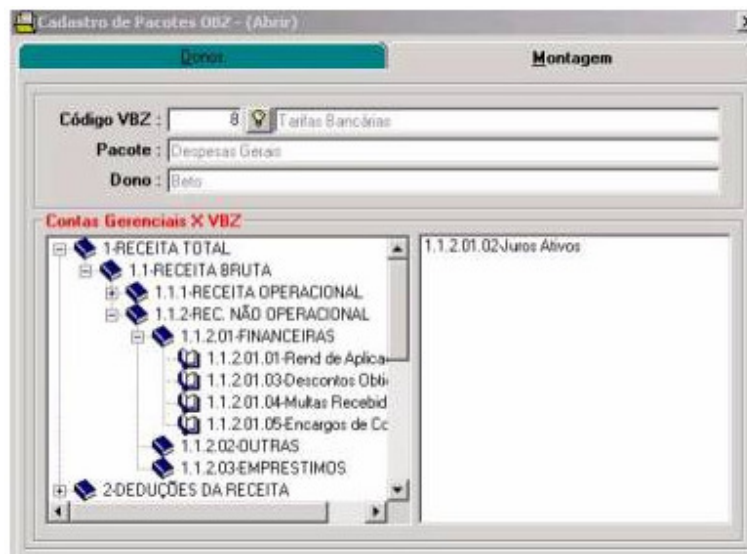 Cadastro de Pacotes OBZ - (Abrir)
Donos
Montagem
Código VBZ : 8 Tarifas Bancárias
Pacote : Despesas Gerais
Dono : Beto
Contas Gerenciais X VBZ
1-RECEITA TOTAL
1.1-RECEITA BRUTA
1.1.1-RECEITA OPERACIONAL
1.1.2-REC. NÃO OPERACIONAL
1.1.2.01-FINANCEIRAS
1.1.2.01.01-Rend de Aplica
1.1.2.01.03-Descontos Obti
1.1.2.01.04-Multas Recebid
1.1.2.01.05-Encargos de Cc
1.1.2.02-OUTRAS
1.1.2.03-EMPRESTIMOS
2-DEDUÇÕES DA RECEITA
1.1.2.01.02-Juros Ativos